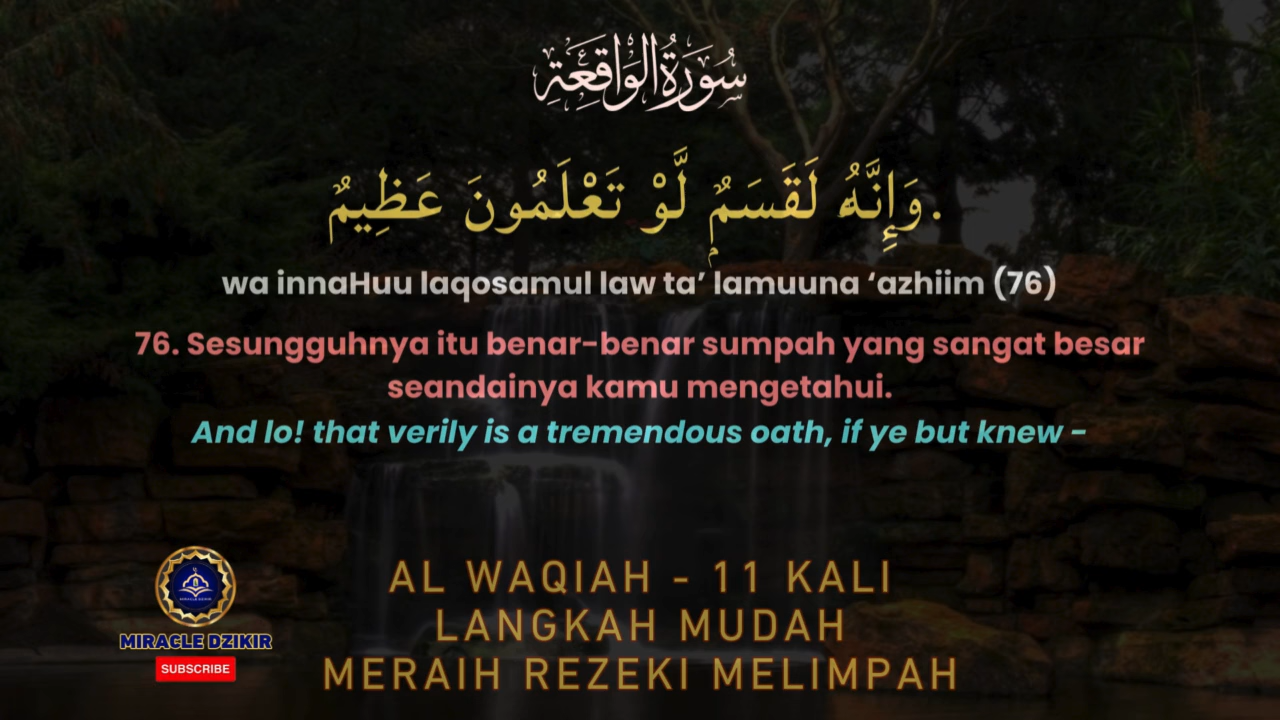 سُورَةُ الوَاقِعَةِ
وَإِنَّهُ لَقَسَمٌ لَّوْ تَعْلَمُونَ عَظِيمٌ.
wa innaHuu laqosamul law ta’ lamuuna ‘azhiim (76)
76. Sesungguhnya itu benar-benar sumpah yang sangat besar
seandainya kamu mengetahui.
And lo! that verily is a tremendous oath, if ye but knew -
AL WAQIAH - 11 KALI
LANGKAH MUDAH
MERAIH REZEKI MELIMPAH
MIRACLE DZIKIR
SUBSCRIBE